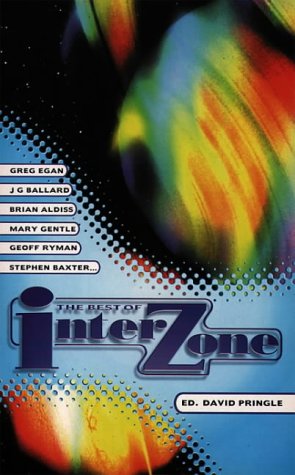 GREG EGAN
J G BALLARD
BRIAN ALDISS
MARY GENTLE
GEOFF RYMAN
STEPHEN BAXTER...
THE BEST OF
interZone
ED. DAVID PRINGLE